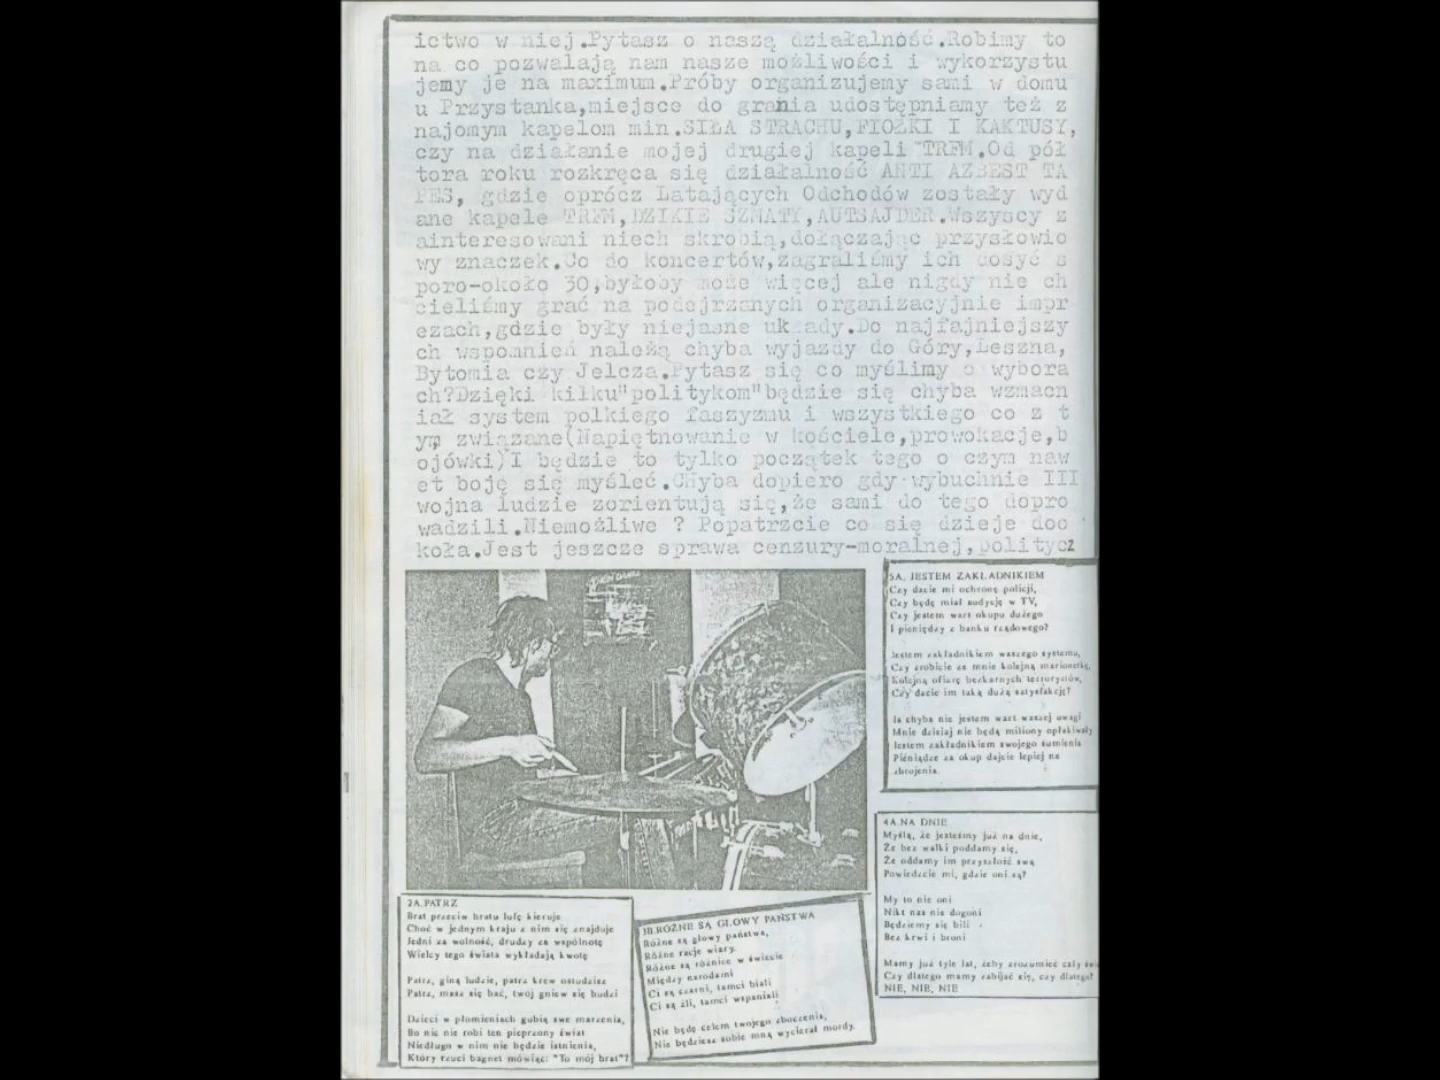 ictwo w niej.Pytasz o naszą działalność.Robimy to
na co pozwalają nam nasze możliwości i wykorzystu
jemy je na maximum.Próby organizujemy sami w domu
u Przystanka,miejsce do grania udostępniamy też z
najomym kapelom min.SIŁA STRACHU,FIOŁKI I KAKTUSY,
czy na działanie mojej drugiej kapeli TRFM.Od pół
tora roku rozkręca się działalność ANTI AZBEST TA
PES, gdzie oprócz Latających Odchodów zostały wyd
ane kapele TRFM,DZIKIE SZMATY,AUTSAJDER.Wszyscy z
ainteresowani niech skrobią,dołączając przysłowio
wy znaczek.Co do koncertów,zagraliśmy ich dosyć s
poro-około 30,byłoby może więcej ale nigdy nie ch
cieliśmy grać na podejrzanych organizacyjnie impr
ezach,gdzie były niejasne układy.Do najfajniejszy
ch wspomnień należą chyba wyjazdy do Góry,Leszna,
Bytomia czy Jelcza.Pytasz się co myślimy o wybora
ch?Dzięki kilku"politykom"będzie się chyba wzmacn
iał system polkiego faszyzmu i wszystkiego co z t
ym związane(Napiętnowanie w kościele,prowokacje,b
ojówki)I będzie to tylko początek tego o czym naw
et boję się myśleć.CHyba dopiero gdy wybuchnie III
wojna ludzie zorientują się,że sami do tego dopro
wadzili.Niemożliwe ? Popatrzcie co się dzieje doo
koła.Jest jeszcze sprawa cenzury-moralnej,politycz
5A. JESTEM ZAKŁADNIKIEM
Czy dacie mi ochronę policji,
Czy będę miał audycję w TV,
Czy jestem wart okupu dużego
I pieniędzy z banku rządowego?
Jestem zakładnikiem waszego systemu,
Czy zrobicie ze mnie kolejną marionetkę,
Kolejną ofiarę bezkarnych terrorystów,
Czy dacie im taką dużą satysfakcję?
Ja chyba nie jestem wart waszej uwagi
Mnie dzisiaj nie będą miliony opłakiwały
Jestem zakładnikiem swojego sumienia
Pieniądze za okup dajcie lepiej na
zbrojenia.
4A.NA DNIE
Myślę, że jesteśmy już na dnie,
Że bez walki poddamy się,
Że oddamy im przyszłość swą
Powiedzcie mi, gdzie oni są?
My to nie oni
Nikt nas nie dogoni
Będziemy się bili
Bez krwi i broni
Mamy już tyle lat, żeby zrozumieć cały
Czy dlatego mamy zabijać się, czy dlatego?
NIE, NIE, NIE
2A.PATRZ
Brat przeciw bratu lufę kieruje
Choć w jednym kraju z nim się znajduje
Jedni za wolność, drudzy za wspólnotę
Wielcy tego świata wykładają kwotę
Patrz, giną ludzie, patrz krew ostudzisz
Patrz, masz się bać, twój gniew się budzi
Dzieci w płomieniach gubią swe marzenia,
Bo nic nie robi ten pieprzony świat
Niedługo w nim nie będzie istnienia,
Który rzuci bagnet mówiąc: "To mój brat"?
RÓŻNE SĄ GŁOWY PAŃSTWA
Różne są głowy państwa,
Różne racje wiary.
Różne są różnice w świecie
Między narodami
Ci są czarni, tamci biali
Ci są źli, tamci wspaniali
Nie będę celem twojego zboczenia,
Nie będziesz sobie mną wycierał mordy.